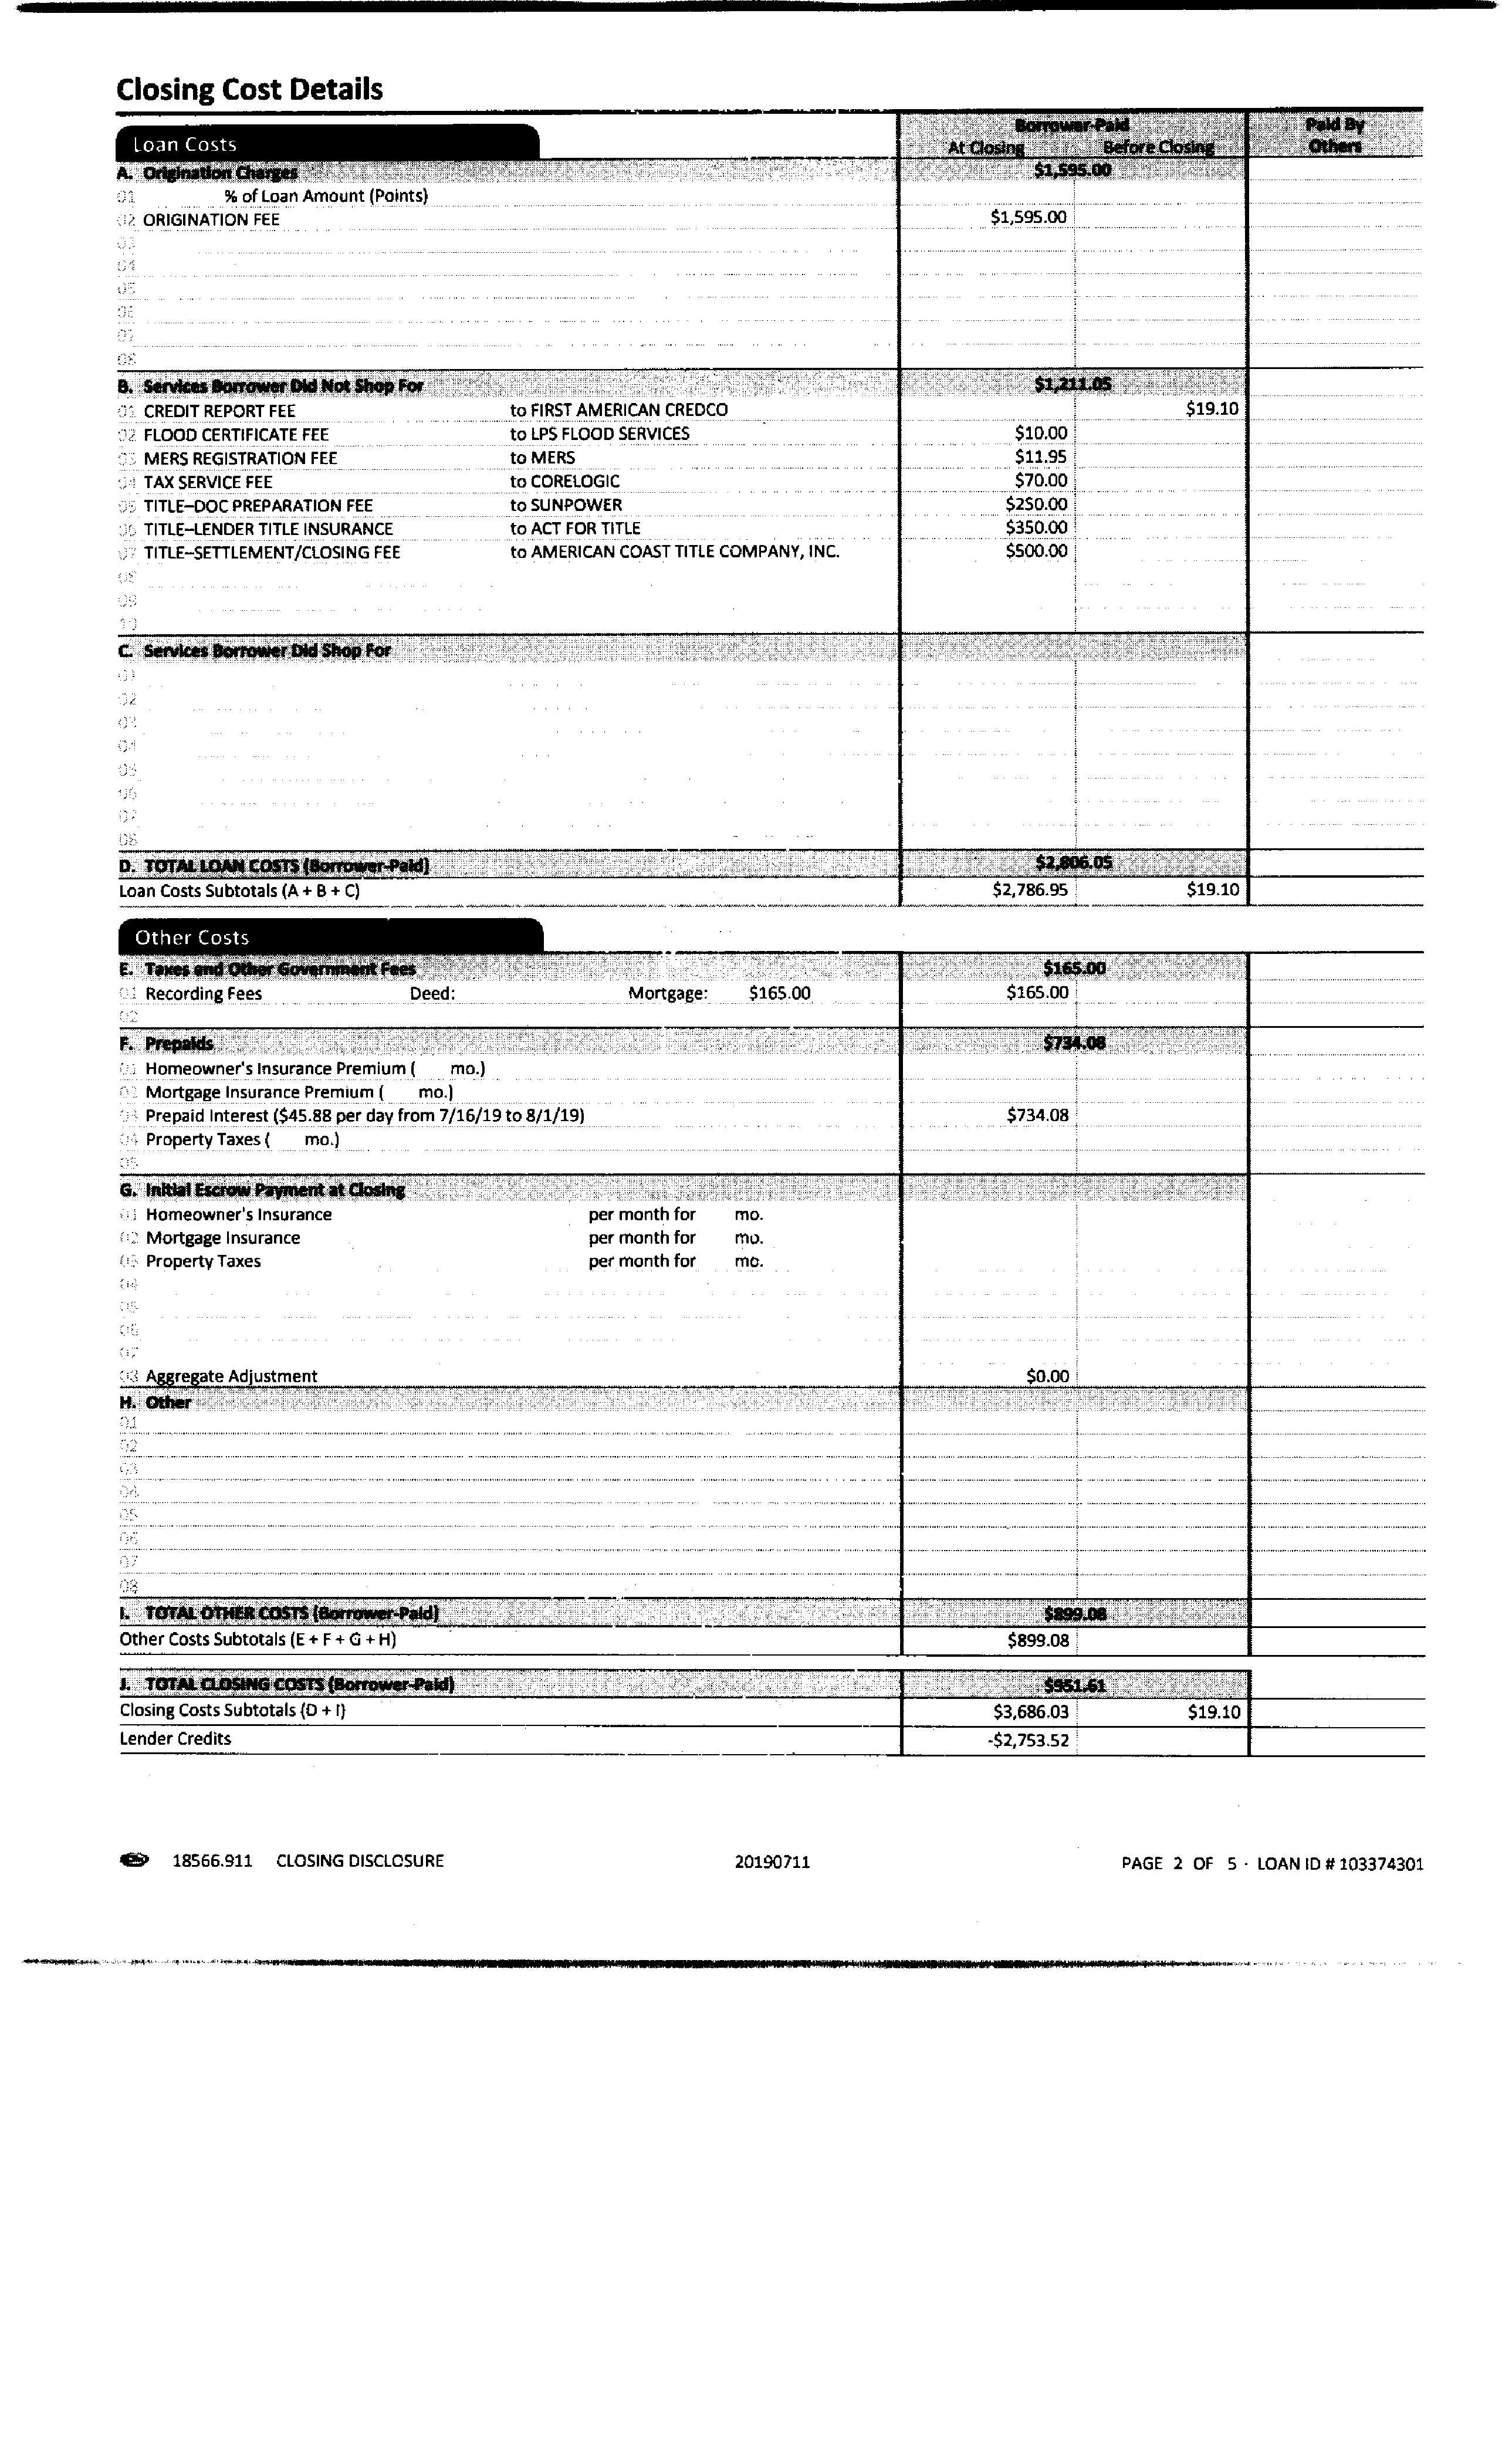 Closing Cost Details
Loan Costs
Borrower-Paid
Paid By
At Closing Before Closing
Others
A. Origination Charges $1,595.00
01 % of Loan Amount (Points)
02 ORIGINATION FEE $1,595.00
03
04
05
06
07
08
B. Services Borrower Did Not Shop For $1,211.05
01 CREDIT REPORT FEE to FIRST AMERICAN CREDCO $19.10
02 FLOOD CERTIFICATE FEE to LPS FLOOD SERVICES $10.00
03 MERS REGISTRATION FEE to MERS $11.95
04 TAX SERVICE FEE to CORELOGIC $70.00
05 TITLE–DOC PREPARATION FEE to SUNPOWER $250.00
06 TITLE–LENDER TITLE INSURANCE to ACT FOR TITLE $350.00
07 TITLE–SETTLEMENT/CLOSING FEE to AMERICAN COAST TITLE COMPANY, INC. $500.00
08
09
10
C. Services Borrower Did Shop For
01
02
03
04
05
06
07
08
D. TOTAL LOAN COSTS (Borrower-Paid) $2,806.05
Loan Costs Subtotals (A + B + C) $2,786.95 $19.10
Other Costs
E. Taxes and Other Government Fees $165.00
01 Recording Fees Deed: Mortgage: $165.00 $165.00
02
F. Prepaids $734.08
01 Homeowner's Insurance Premium ( mo.)
02 Mortgage Insurance Premium ( mo.)
03 Prepaid Interest ($45.88 per day from 7/16/19 to 8/1/19) $734.08
04 Property Taxes ( mo.)
05
G. Initial Escrow Payment at Closing
01 Homeowner's Insurance per month for mo.
02 Mortgage Insurance per month for mo.
03 Property Taxes per month for mo.
04
05
06
07
08 Aggregate Adjustment $0.00
H. Other
01
02
03
04
05
06
07
08
I. TOTAL OTHER COSTS (Borrower-Paid) $899.08
Other Costs Subtotals (E + F + G + H) $899.08
J. TOTAL CLOSING COSTS (Borrower-Paid) $951.61
Closing Costs Subtotals (D + I) $3,686.03 $19.10
Lender Credits -$2,753.52
18566.911 CLOSING DISCLOSURE 20190711 PAGE 2 OF 5 · LOAN ID # 103374301